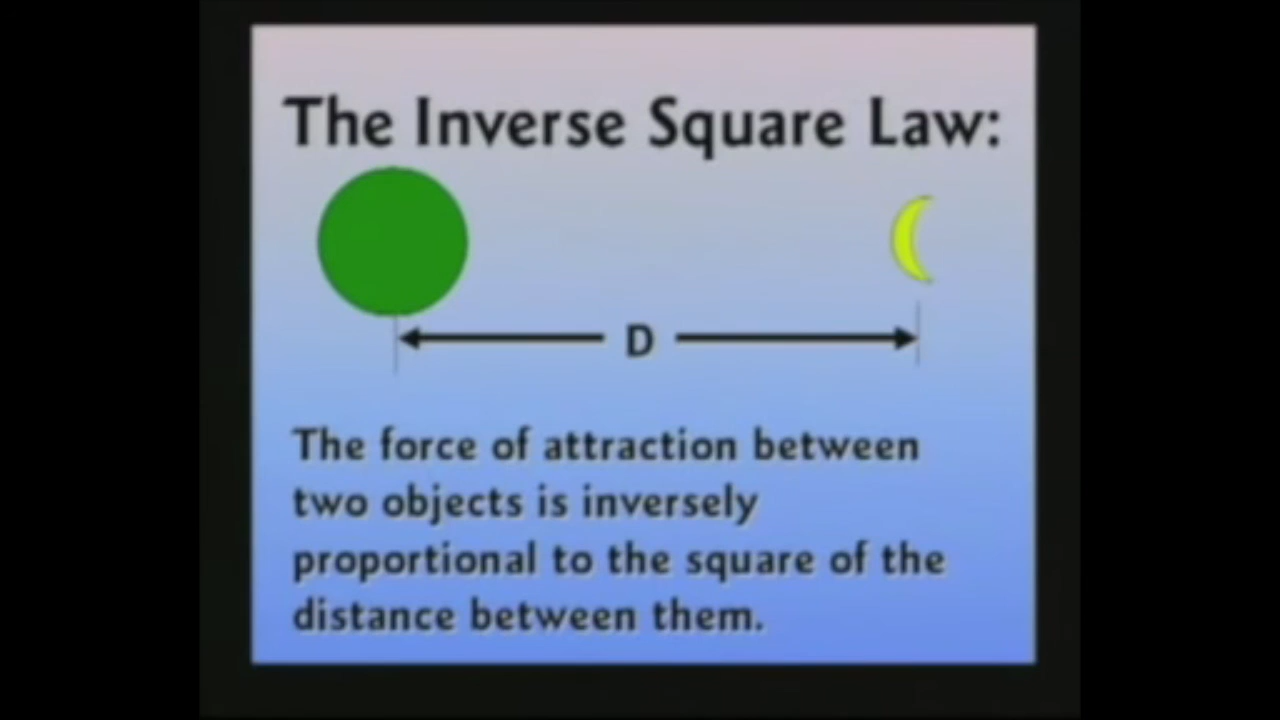 The Inverse Square Law:
D
The force of attraction between
two objects is inversely
proportional to the square of the
distance between them.